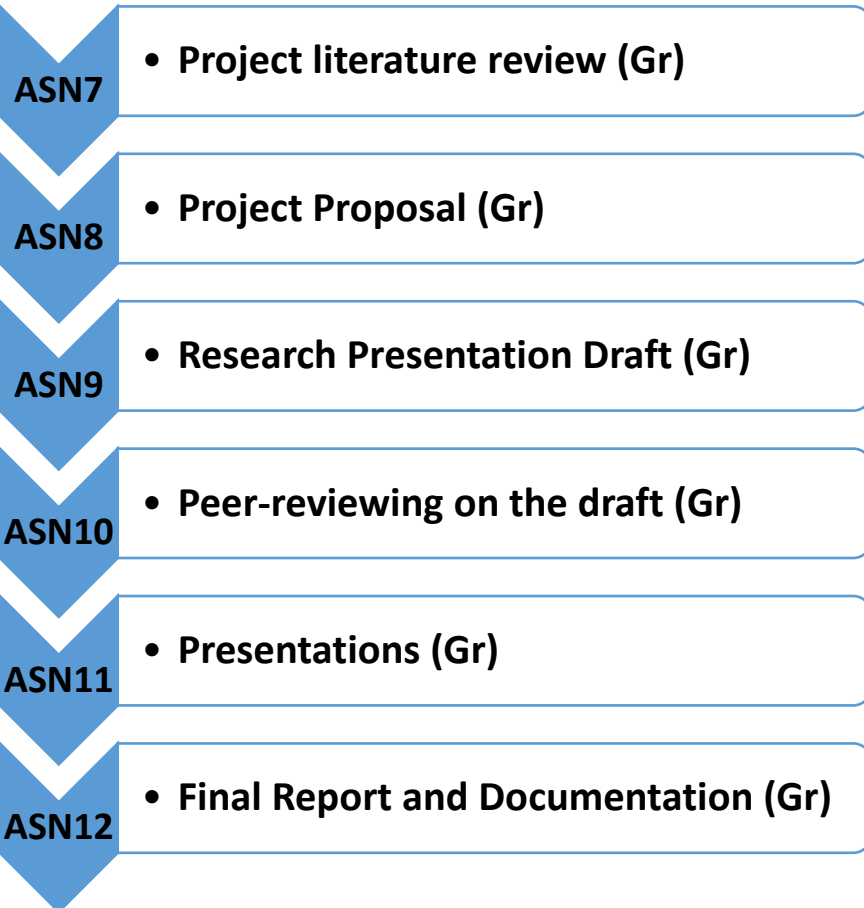 ASN7
• Project literature review (Gr)
ASN8
• Project Proposal (Gr)
ASN9
• Research Presentation Draft (Gr)
ASN10
• Peer-reviewing on the draft (Gr)
ASN11
• Presentations (Gr)
ASN12
• Final Report and Documentation (Gr)